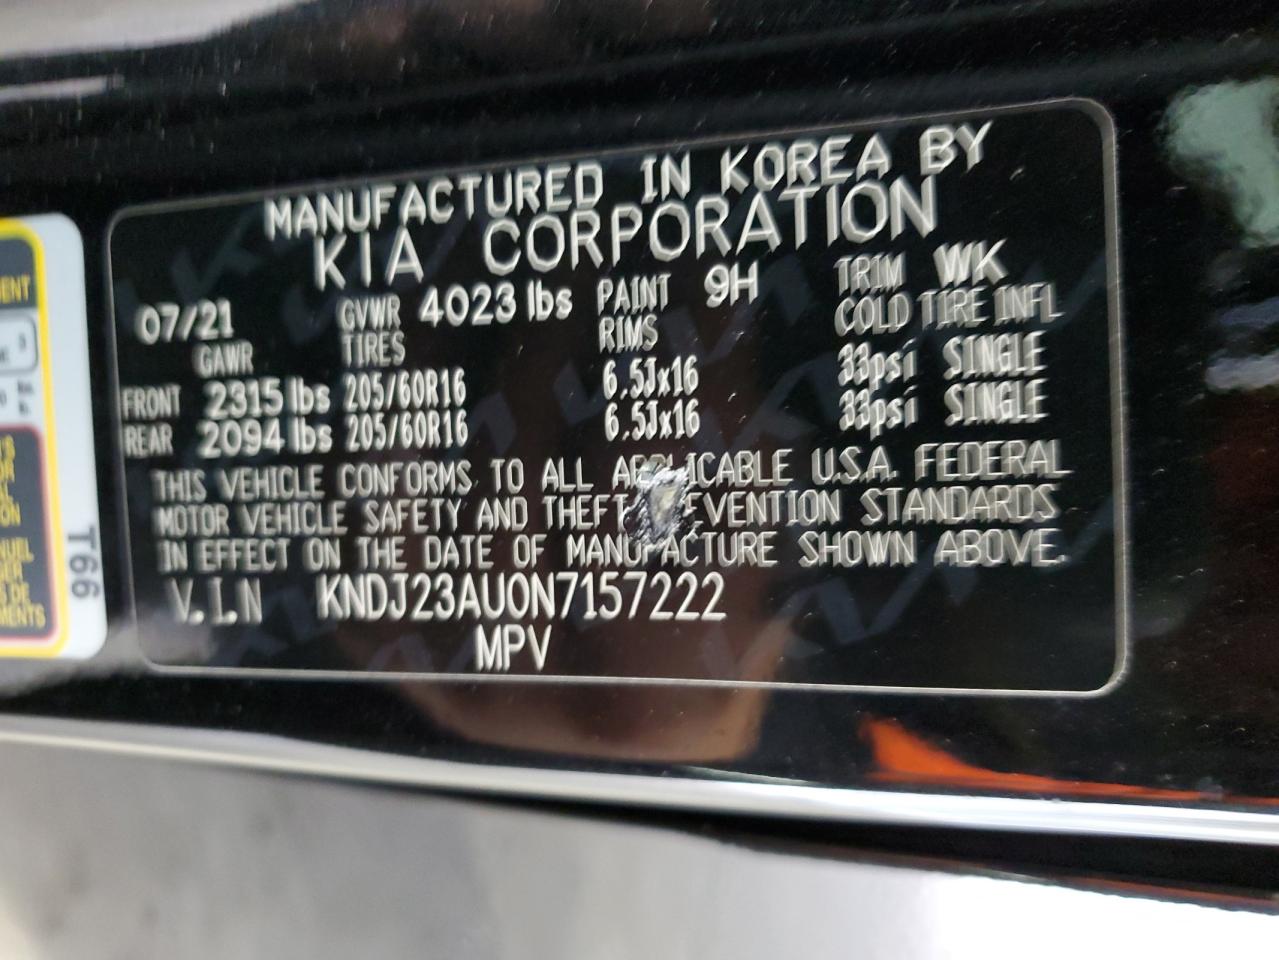 MANUFACTURED IN KOREA BY
KIA CORPORATION
07/21 GVWR 4023 lbs PAINT 9H TRIM WK
GAWR TIRES RIMS COLD TIRE INFL
FRONT 2315 lbs 205/60R16 6.5Jx16 33psi SINGLE
REAR 2094 lbs 205/60R16 6.5Jx16 33psi SINGLE
THIS VEHICLE CONFORMS TO ALL U.S.A. FEDERAL
MOTOR VEHICLE SAFETY AND THEFT STANDARDS
IN EFFECT ON THE DATE OF MANUFACTURE SHOWN ABOVE.
V.I.N KNDJ23AU0N7157222
MPV
T66